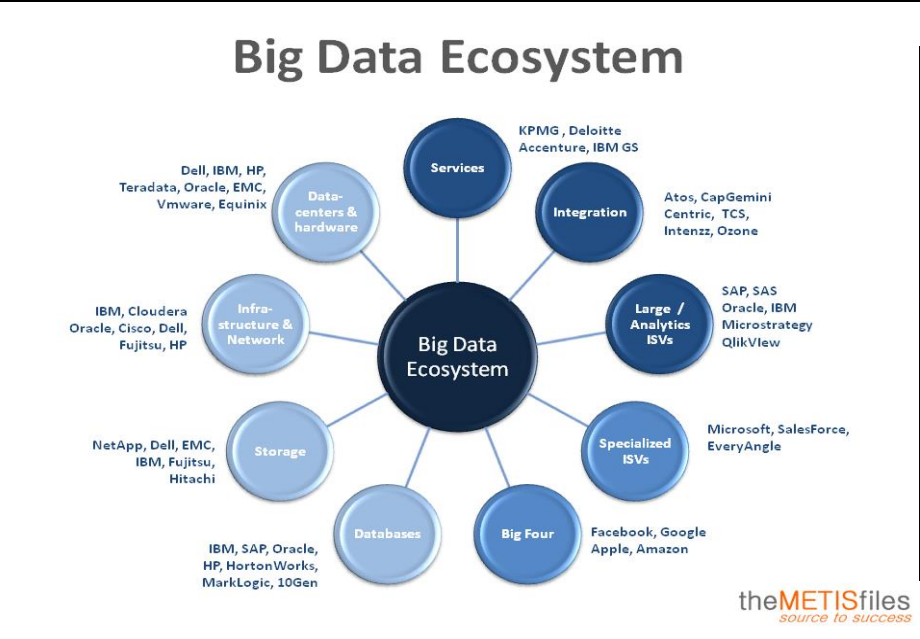 Big Data Ecosystem
Services
KPMG , Deloitte
Accenture, IBM GS
Integration
Atos, CapGemini
Centric, TCS,
Intenzz, Ozone
Large /
Analytics
ISVs
SAP, SAS
Oracle, IBM
Microstrategy
QlikVIew
Specialized
ISVs
Microsoft, SalesForce,
EveryAngle
Big Four
Facebook, Google
Apple, Amazon
Databases
IBM, SAP, Oracle,
HP, HortonWorks,
MarkLogic, 10Gen
Storage
NetApp, Dell, EMC,
IBM, Fujitsu,
Hitachi
Infra-
structure &
Network
IBM, Cloudera
Oracle, Cisco, Dell,
Fujitsu, HP
Data-
centers &
hardware
Dell, IBM, HP,
Teradata, Oracle, EMC,
Vmware, Equinix
Big Data
Ecosystem
theMETISfiles
source to success